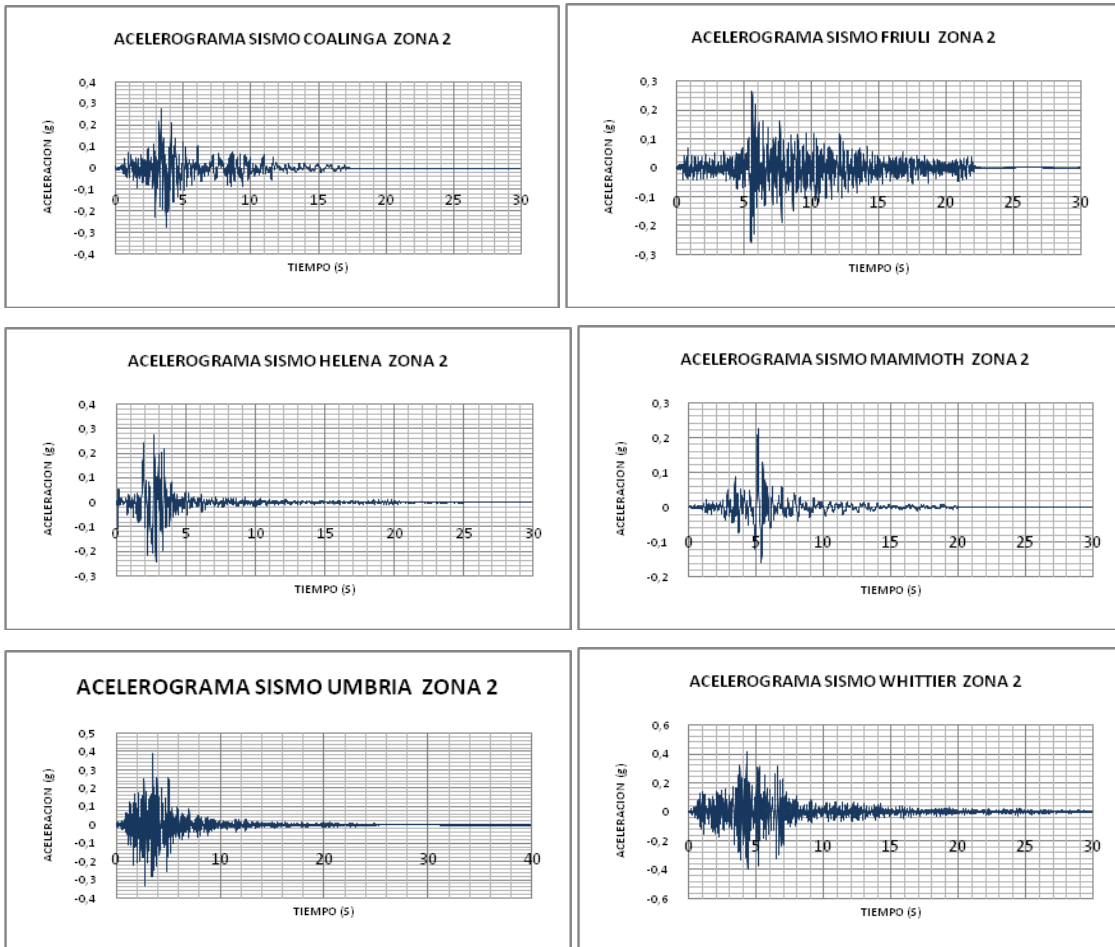 ACELEROGRAMA SISMO COALINGA ZONA 2
ACELERACION (g)
0,4
0,3
0,2
0,1
0
-0,1
-0,2
-0,3
-0,4
0 5 10 15 20 25 30
TIEMPO (S)
ACELEROGRAMA SISMO FRIULI ZONA 2
ACELERACION (g)
0,3
0,2
0,1
0
-0,1
-0,2
-0,3
0 5 10 15 20 25 30
TIEMPO (S)
ACELEROGRAMA SISMO HELENA ZONA 2
ACELERACION (g)
0,4
0,3
0,2
0,1
0
-0,1
-0,2
-0,3
0 5 10 15 20 25 30
TIEMPO (S)
ACELEROGRAMA SISMO MAMMOTH ZONA 2
ACELERACION (g)
0,3
0,2
0,1
0
-0,1
-0,2
0 5 10 15 20 25 30
TIEMPO (S)
ACELEROGRAMA SISMO UMBRIA ZONA 2
ACELERACION (g)
0,5
0,4
0,3
0,2
0,1
0
-0,1
-0,2
-0,3
-0,4
0 10 20 30 40
TIEMPO (S)
ACELEROGRAMA SISMO WHITTIER ZONA 2
ACELERACION (g)
0,6
0,4
0,2
0
-0,2
-0,4
-0,6
0 5 10 15 20 25 30
TIEMPO (S)